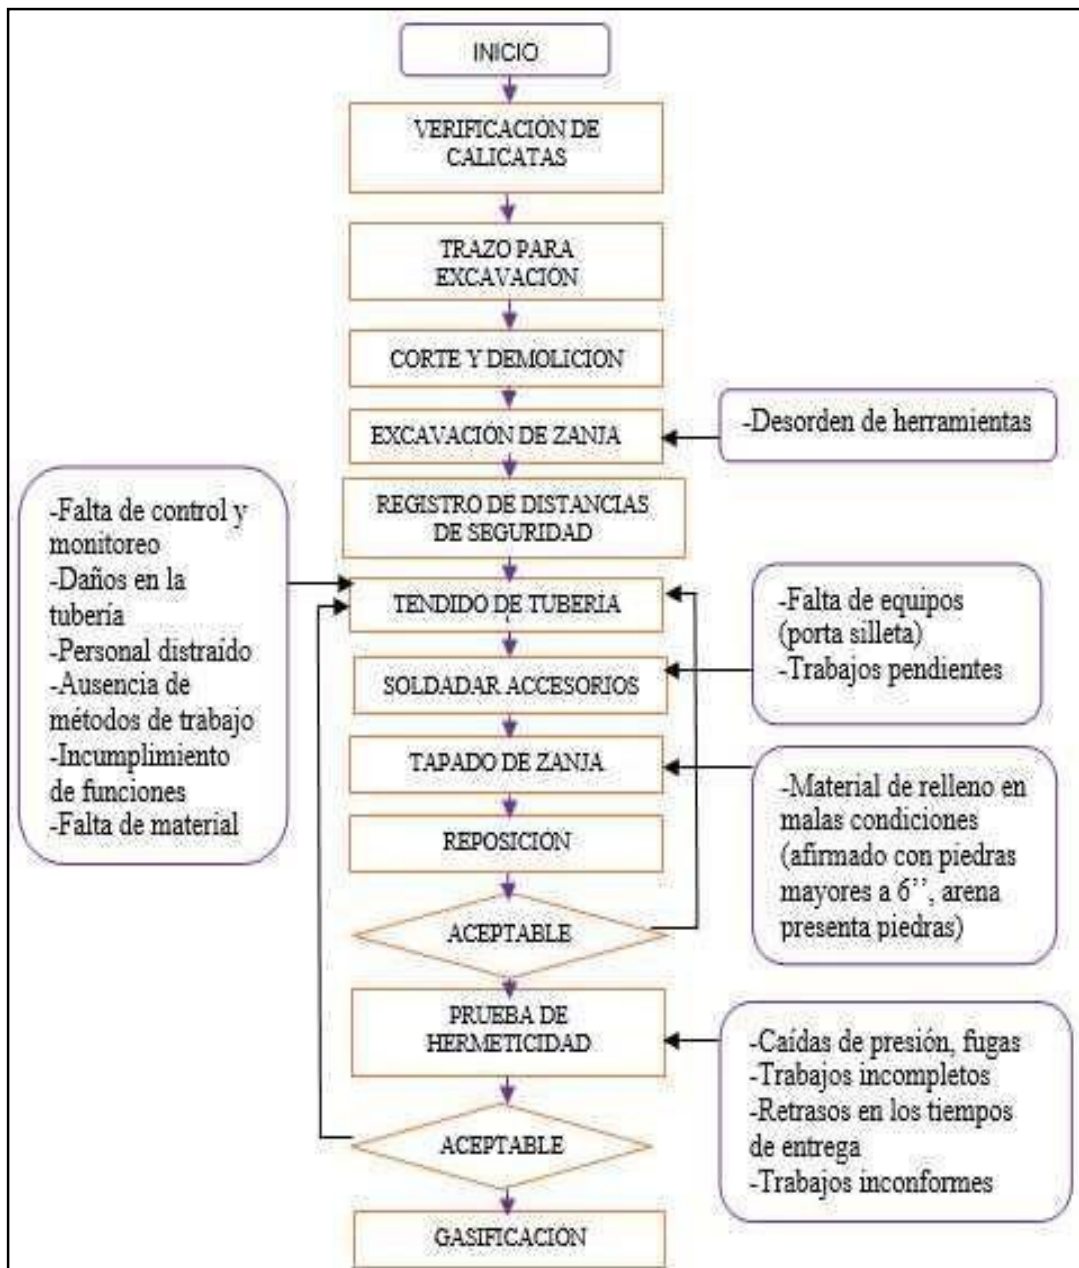 INICIO
VERIFICACIÓN DE
CALICATAS
TRAZO PARA
EXCAVACIÓN
CORTE Y DEMOLICION
EXCAVACIÓN DE ZANJA
-Desorden de herramientas
REGISTRO DE DISTANCIAS
DE SEGURIDAD
-Falta de control y
monitoreo
-Daños en la
tubería
-Personal distraído
-Ausencia de
métodos de trabajo
-Incumplimiento
de funciones
-Falta de material
TENDIDO DE TUBERÍA
-Falta de equipos
(porta silleta)
-Trabajos pendientes
SOLDADAR ACCESORIOS
TAPADO DE ZANJA
-Material de relleno en
malas condiciones
(afirmado con piedras
mayores a 6’’, arena
presenta piedras)
REPOSICIÓN
ACEPTABLE
PRUEBA DE
HERMETICIDAD
-Caídas de presión, fugas
-Trabajos incompletos
-Retrasos en los tiempos
de entrega
-Trabajos inconformes
ACEPTABLE
GASIFICACIÓN